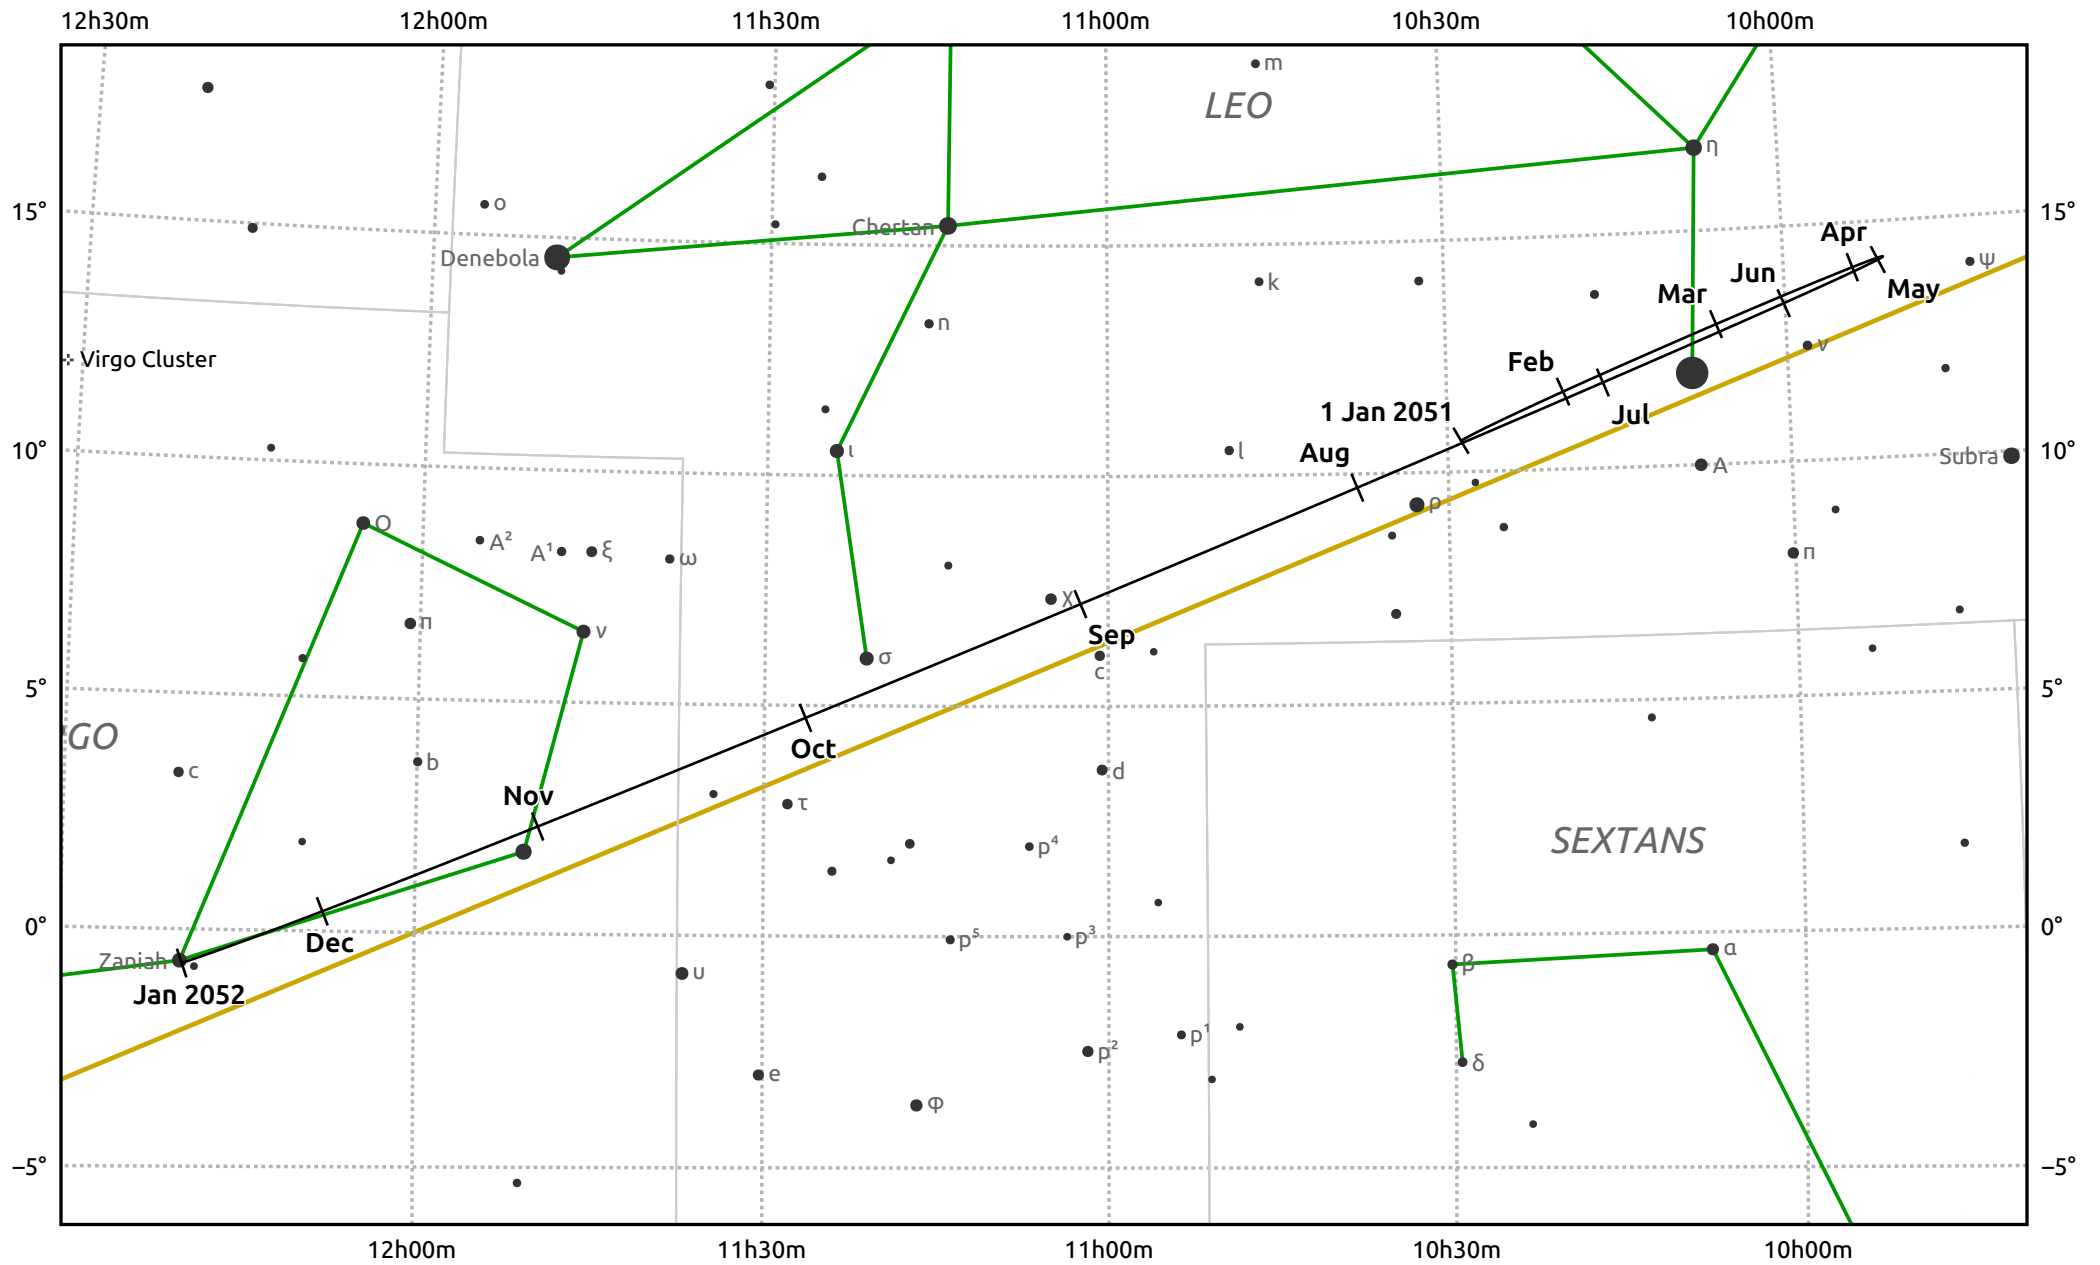 12h30m 12h00m 11h30m 11h00m 10h30m 10h00m
m
LEO
η
o
15° 15°
Chertan
Apr
Denebola
ψ
Jun
k
May
Mar
n
ν
Virgo Cluster
Feb
1 Jan 2051
Jul
10° ι l Aug A Subra 10°
ρ
Ο
A² A¹ ξ ω π
χ
π ν Sep
σ
c
5° 5°
GO
Oct
b d
c
Nov τ
SEXTANS
p⁴
0° 0°
Dec p⁵ p³ α
Zaniah β
υ
Jan 2052
p¹
p² δ
e
φ
−5° −5°
12h00m 11h30m 11h00m 10h30m 10h00m